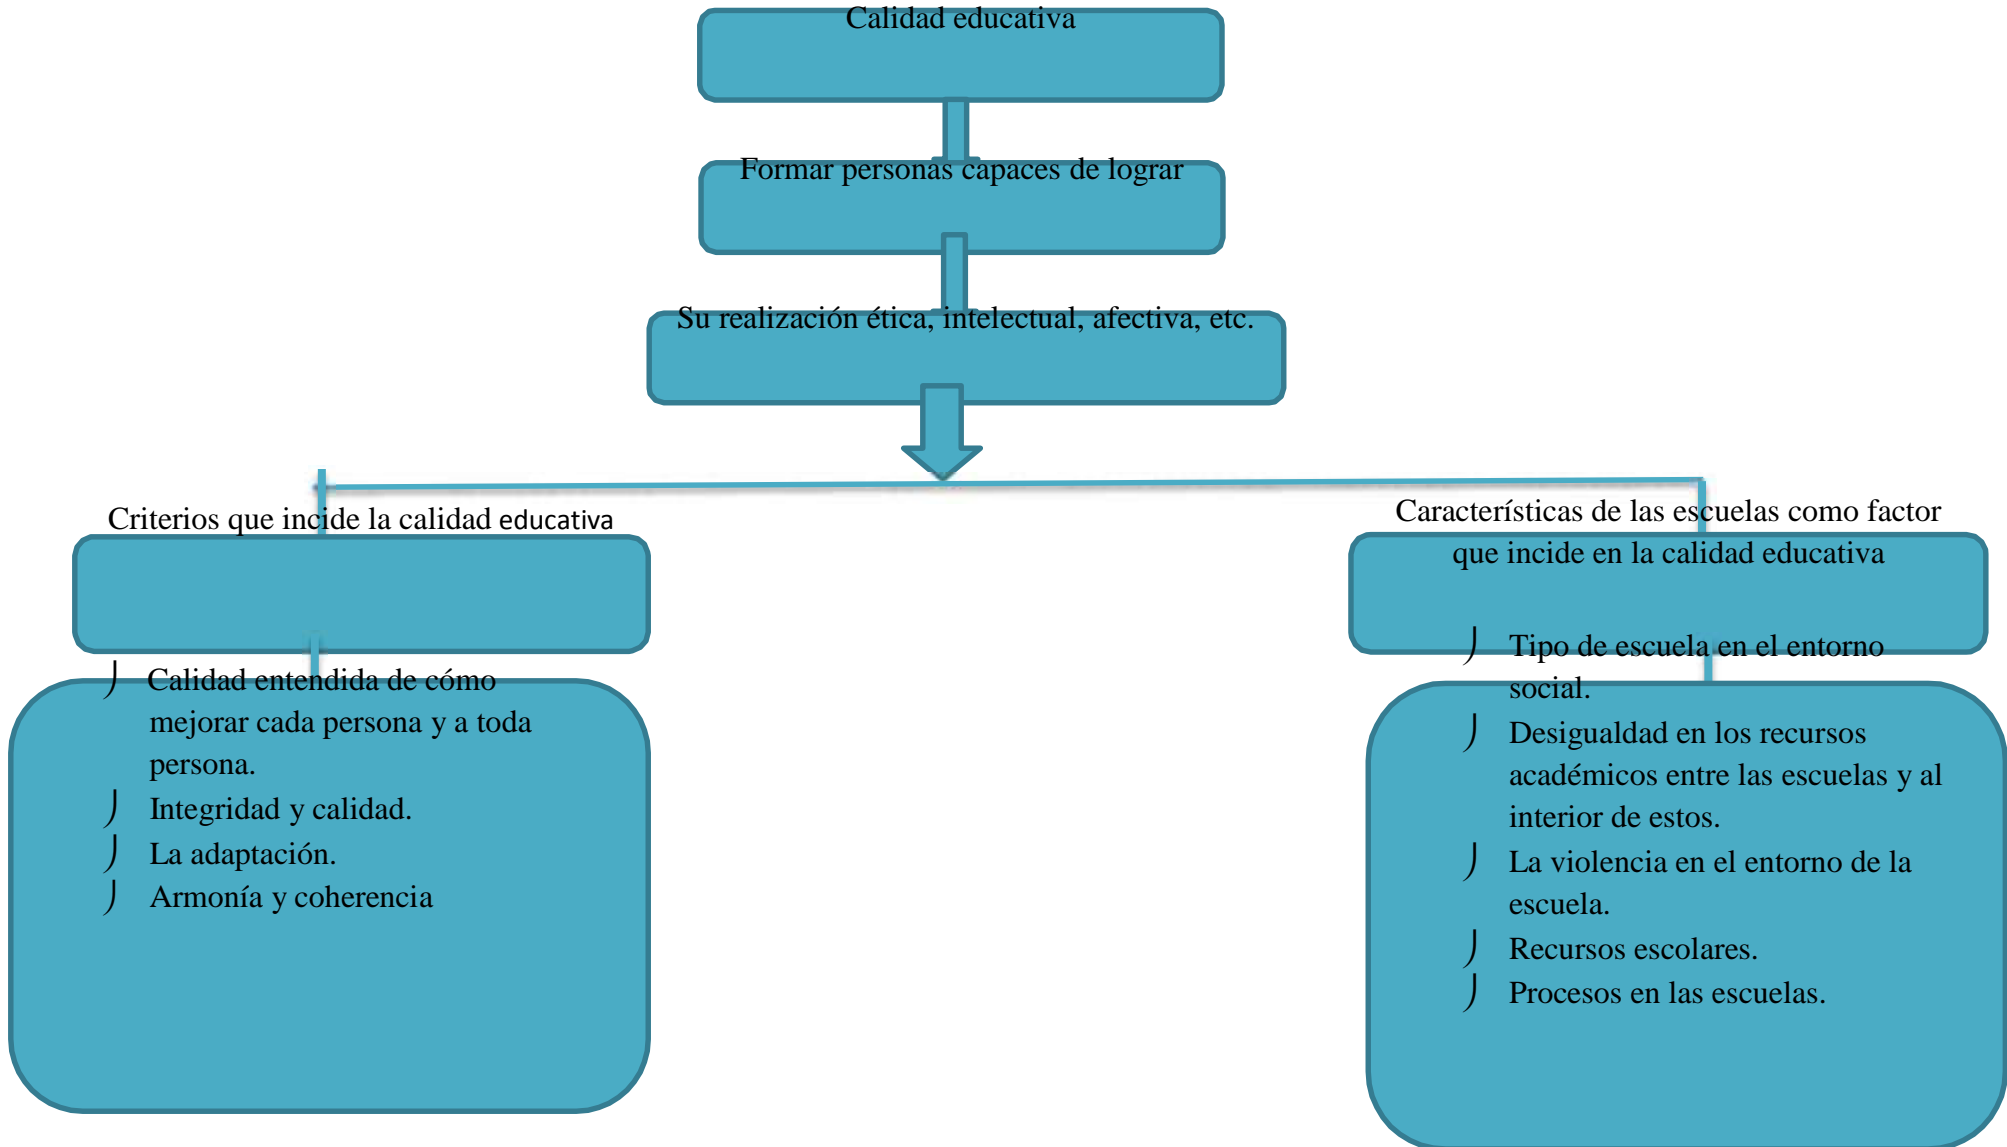 Calidad educativa
Formar personas capaces de lograr
Su realización ética, intelectual, afectiva, etc.
Criterios que incide la calidad educativa
Calidad entendida de cómo
mejorar cada persona y a toda
persona.
Integridad y calidad.
La adaptación.
Armonía y coherencia
Características de las escuelas como factor
que incide en la calidad educativa
Tipo de escuela en el entorno
social.
Desigualdad en los recursos
académicos entre las escuelas y al
interior de estos.
La violencia en el entorno de la
escuela.
Recursos escolares.
Procesos en las escuelas.